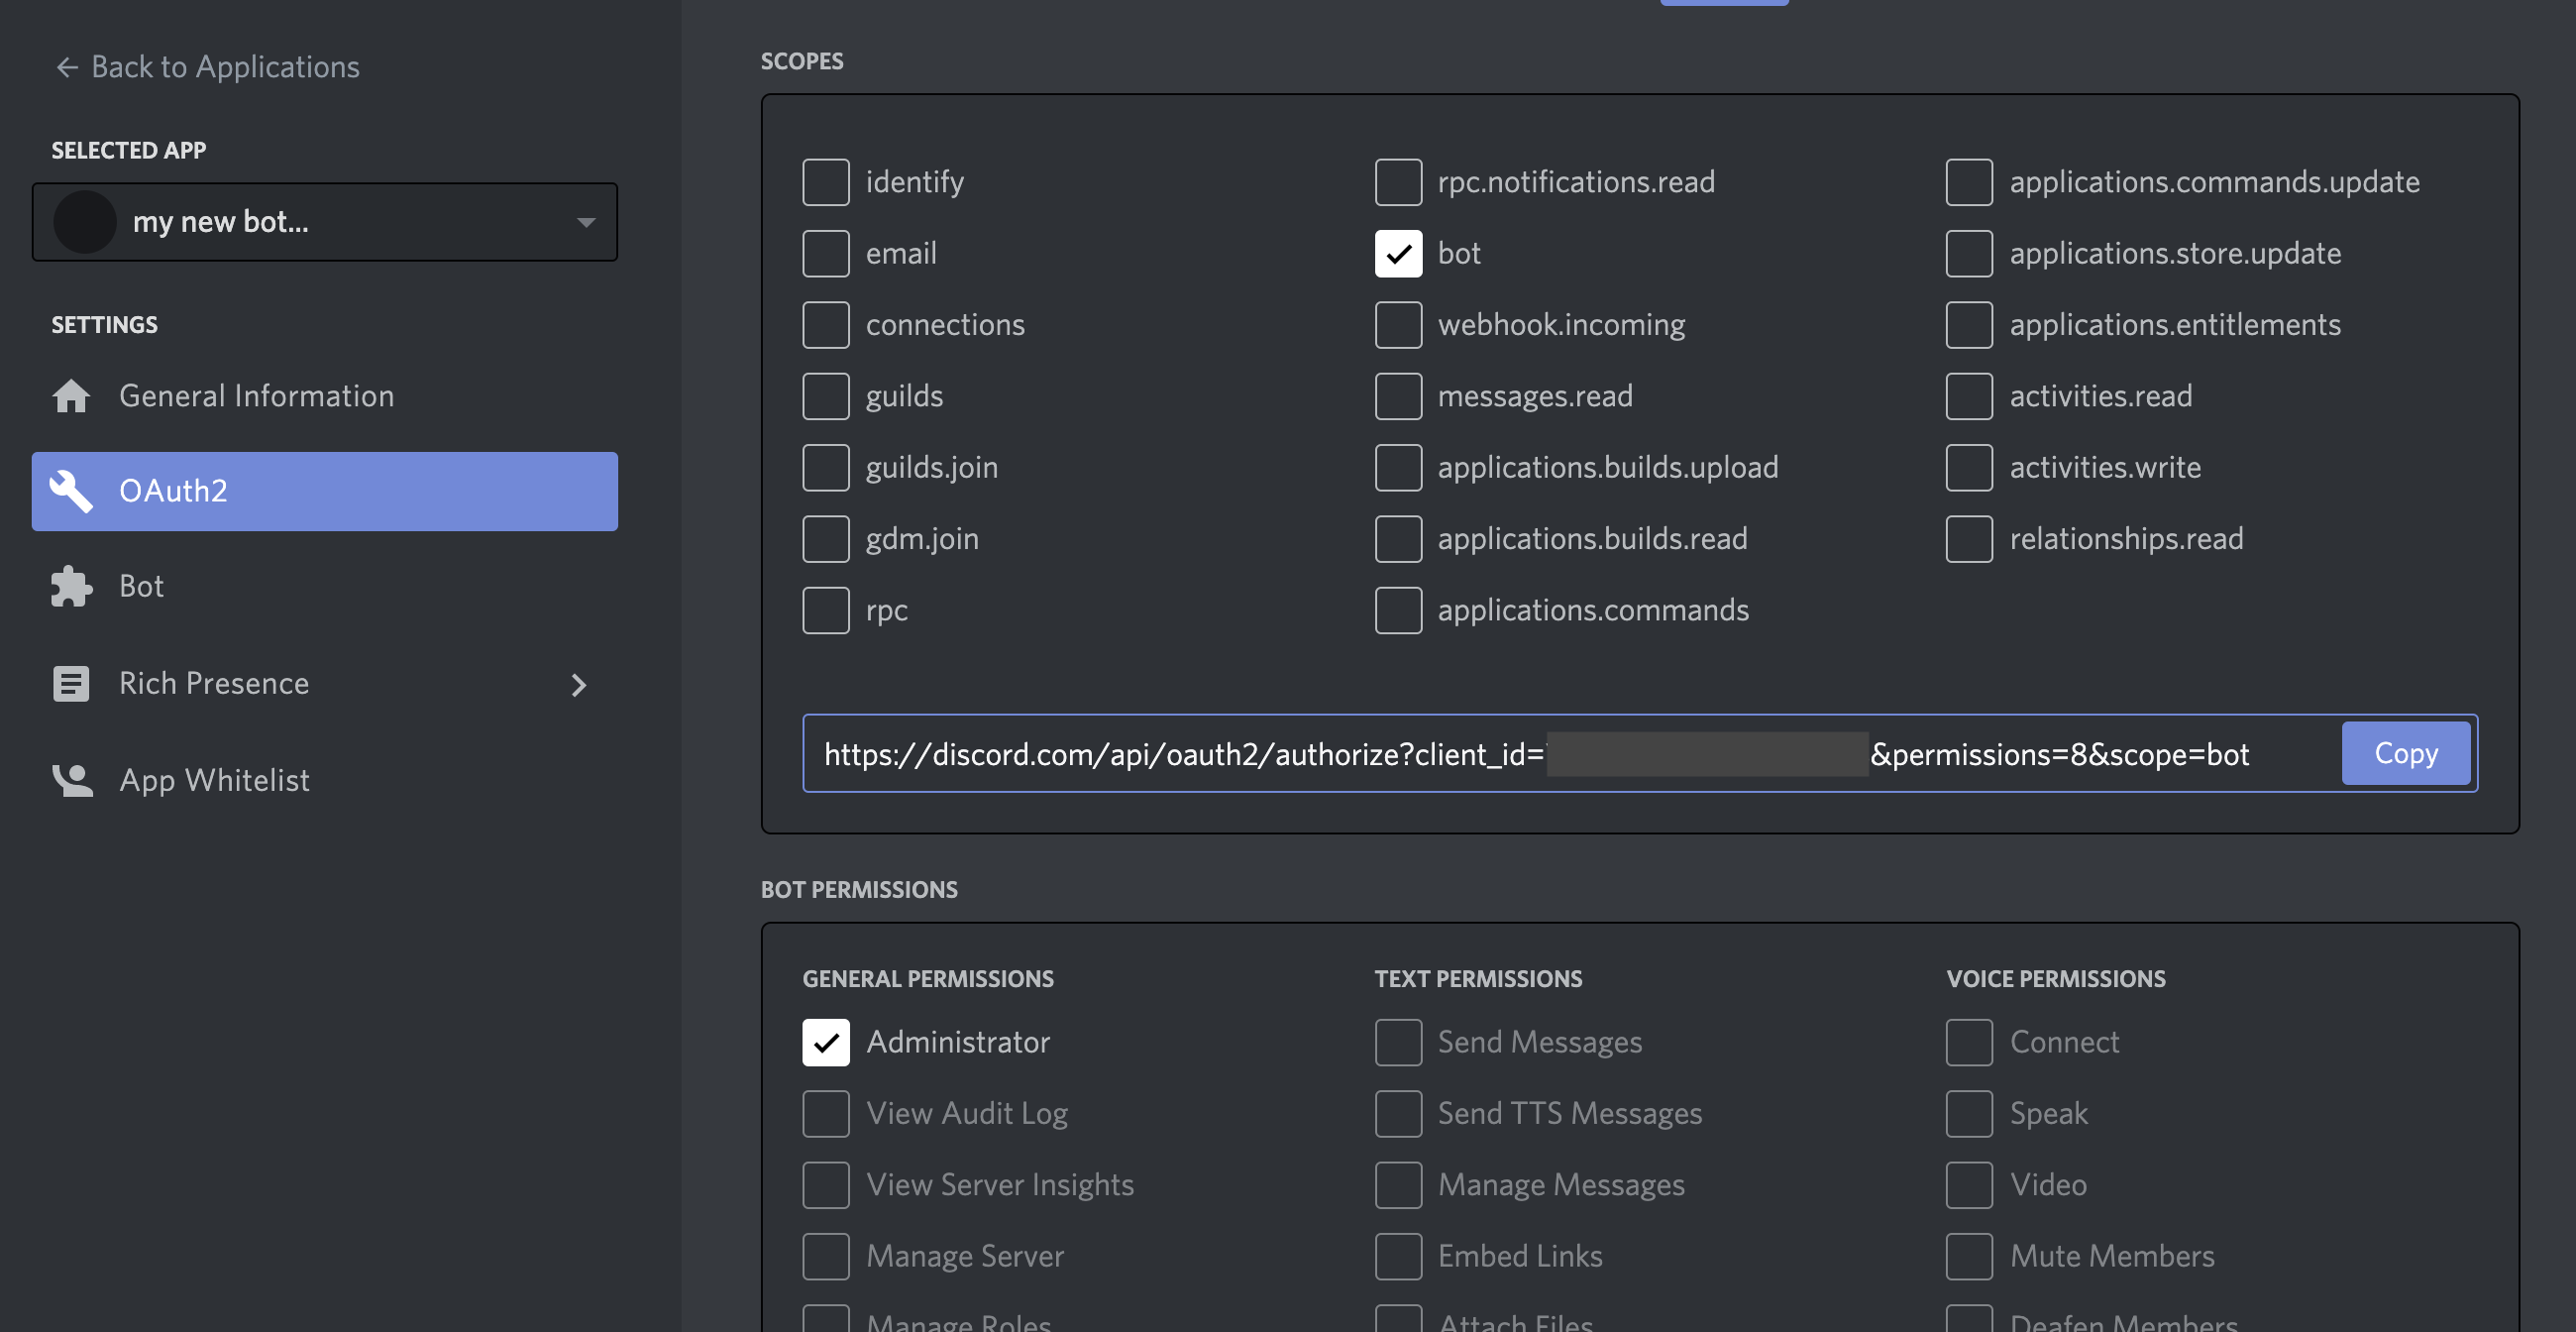 Back to Applications
SELECTED APP
my new bot...
SETTINGS
General Information
OAuth2
Bot
Rich Presence
App Whitelist
SCOPES
identify
email
connections
guilds
guilds.join
gdm.join
rpc
rpc.notifications.read
bot
webhook.incoming
messages.read
applications.builds.upload
applications.builds.read
applications.commands
applications.commands.update
applications.store.update
applications.entitlements
activities.read
activities.write
relationships.read
https://discord.com/api/oauth2/authorize?client_id= &permissions=8&scope=bot
Copy
BOT PERMISSIONS
GENERAL PERMISSIONS
Administrator
View Audit Log
View Server Insights
Manage Server
Manage Roles
TEXT PERMISSIONS
Send Messages
Send TTS Messages
Manage Messages
Embed Links
Attach Files
VOICE PERMISSIONS
Connect
Speak
Video
Mute Members
Deafen Members